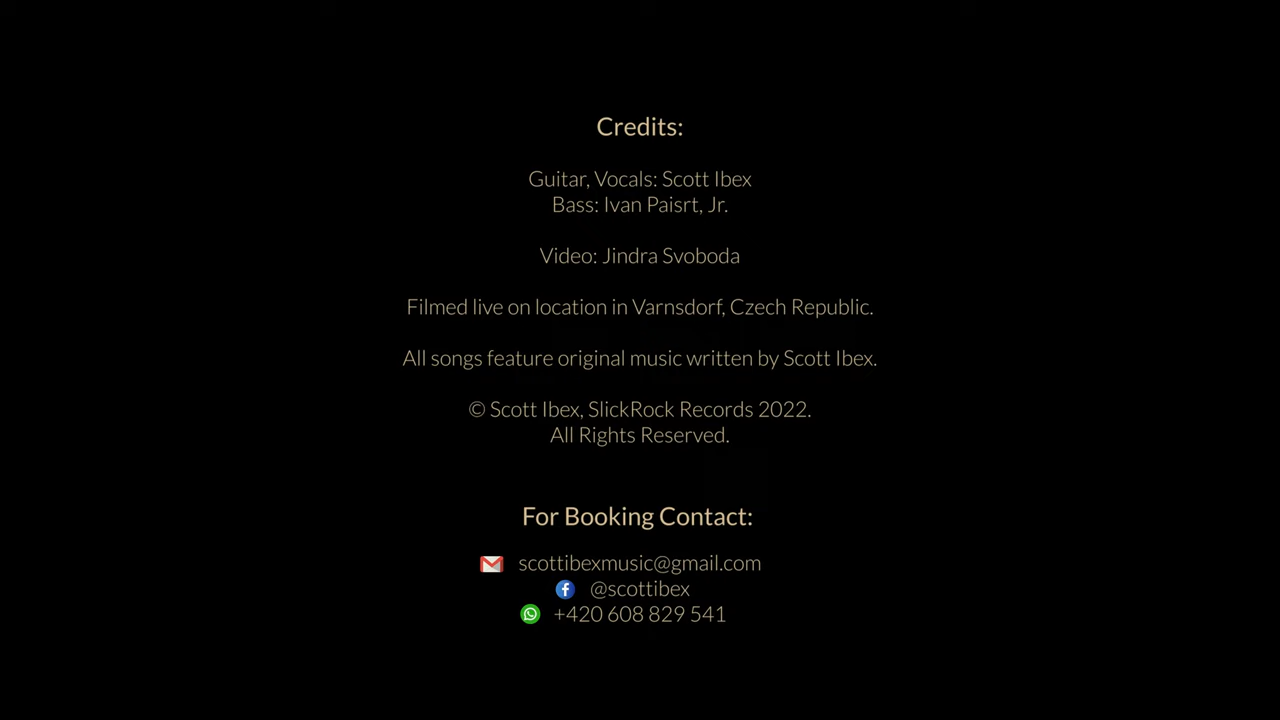 Credits:
Guitar, Vocals: Scott Ibex
Bass: Ivan Paisrt, Jr.
Video: Jindra Svoboda
Filmed live on location in Varnsdorf, Czech Republic.
All songs feature original music written by Scott Ibex.
© Scott Ibex, SlickRock Records 2022.
All Rights Reserved.
For Booking Contact:
scottibexmusic@gmail.com
@scottibex
+420 608 829 541